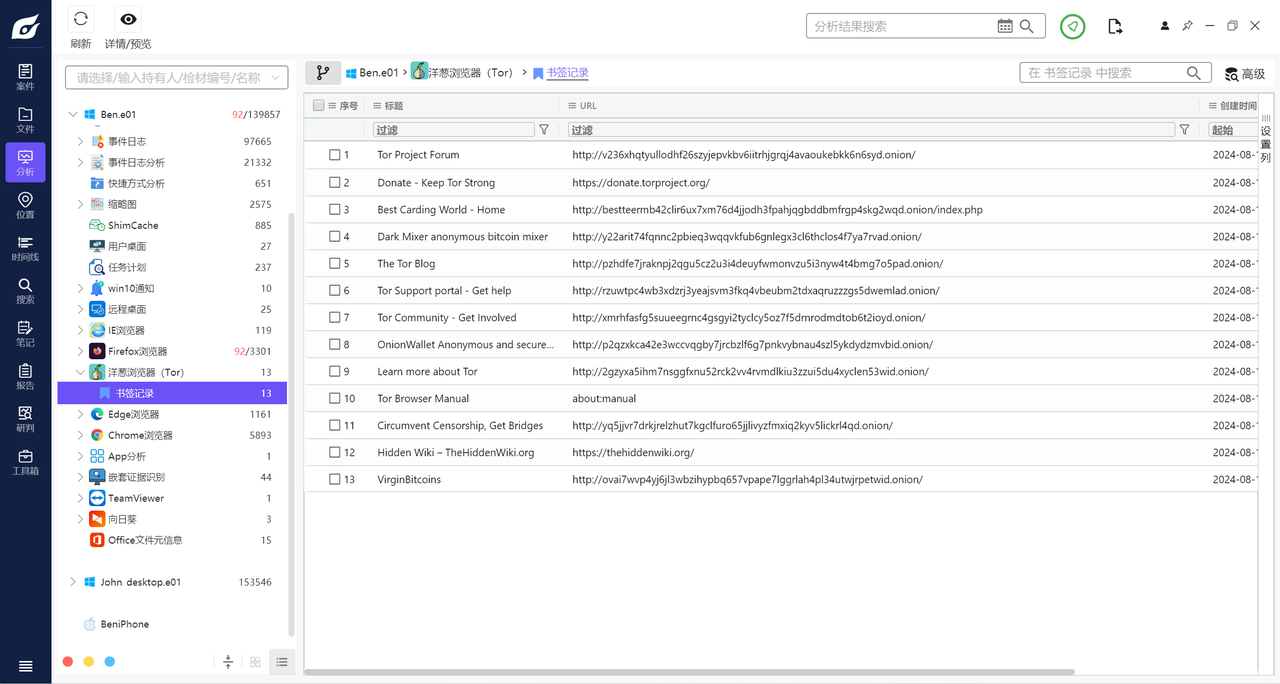 刷新
详情/预览
分析结果搜索
案件
文件
分析
位置
时间线
搜索
笔记
报告
研判
工具箱
请选择/输入持有人/检材编号/名称
Ben.e01 92/139857
事件日志 97665
事件日志分析 21332
快捷方式分析 651
缩略图 2575
ShimCache 885
用户桌面 27
任务计划 237
win10通知 10
远程桌面 25
IE浏览器 119
Firefox浏览器 92/3301
洋葱浏览器（Tor） 13
书签记录 13
Edge浏览器 1161
Chrome浏览器 5893
App分析 1
嵌套证据识别 44
TeamViewer 1
向日葵 3
Office文件元信息 15
John desktop.e01 153546
BeniPhone
Ben.e01 洋葱浏览器（Tor） 书签记录
在 书签记录 中搜索
高级
序号 标题 URL 创建时间
过滤 过滤 起始
设置列
1 Tor Project Forum http://v236xhqtyullodhf26szyjepvkbv6iitrhjgrqj4avaoukebkk6n6syd.onion/ 2024-08-
2 Donate - Keep Tor Strong https://donate.torproject.org/ 2024-08-
3 Best Carding World - Home http://bestteermb42clir6ux7xm76d4jjodh3fpahjqgbddbmfrgp4skg2wqd.onion/index.php 2024-08-
4 Dark Mixer anonymous bitcoin mixer http://y22arit74fqnnc2pbieq3wqqvkfub6gnlegx3cl6thclos4f7ya7rvad.onion/ 2024-08-
5 The Tor Blog http://pzhdfe7jraknpj2qgu5cz2u3i4deuyfwmonvzu5i3nyw4t4bmg7o5pad.onion/ 2024-08-
6 Tor Support portal - Get help http://rzuwtpc4wb3xdzrj3yeajsvm3fkq4vbeubm2tdxaqruzzzgs5dwemlad.onion/ 2024-08-
7 Tor Community - Get Involved http://xmrhfasfg5suueegrnc4gsgyi2tyclcy5oz7f5drnrodmdtob6t2ioyd.onion/ 2024-08-
8 OnionWallet Anonymous and secure... http://p2qzxkca42e3wccvqgby7jrcbzlf6g7pnkvybnau4szl5ykdydzmvbid.onion/ 2024-08-
9 Learn more about Tor http://2gzyxa5ihm7nsggfxnu52rck2vv4rvmdlkiu3zzui5du4xyclen53wid.onion/ 2024-08-
10 Tor Browser Manual about:manual 2024-08-
11 Circumvent Censorship, Get Bridges http://yq5jjvr7drkjrelzhut7kgclfuro65jjlivyzfmxiq2kyv5lickrl4qd.onion/ 2024-08-
12 Hidden Wiki – TheHiddenWiki.org https://thehiddenwiki.org/ 2024-08-
13 VirginBitcoins http://ovai7wvp4yj6jl3wbzihypbq657vpape7lggrlah4pl34utwjrpetwid.onion/ 2024-08-